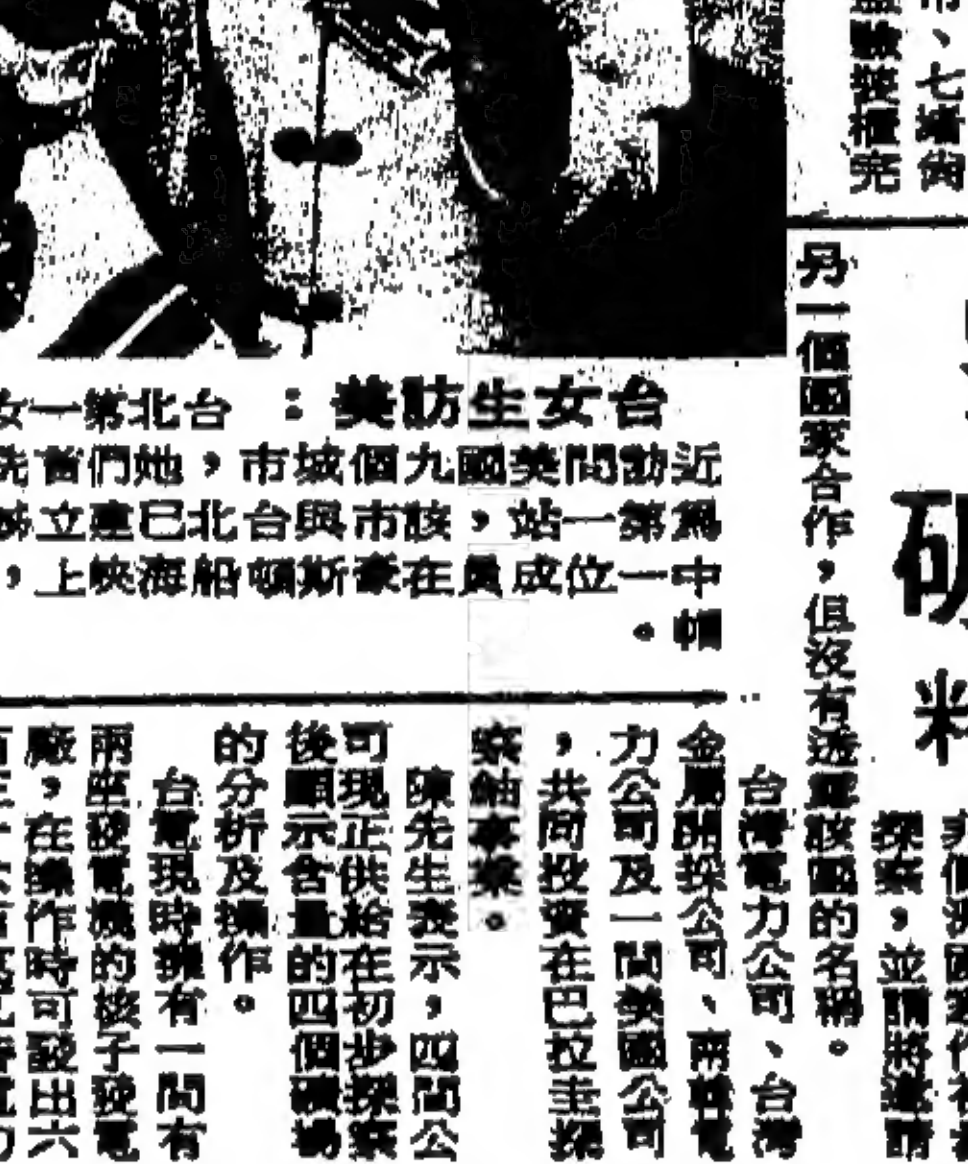 料
探察，並謂將邀請
另一個國家合作，但沒有透露該國的名稱。
台女生訪美：台北第一女
近訪問美國九個城市，她們首先
為第一站，該市與台北已建立姊
中一位成員在豪斯頓船海峽上，
帽。
台灣電力公司、台灣
金屬開採公司、南韓電
力公司及一間美國公司
，共同投資在巴拉圭探
察鈾
陳先生表示，四間公
司現正供給在初步探察
後顯示含量的四個礦場
的分析及操作。
台電現時擁有一間有
兩座發電機的核子發電
廠，在操作時可發出六